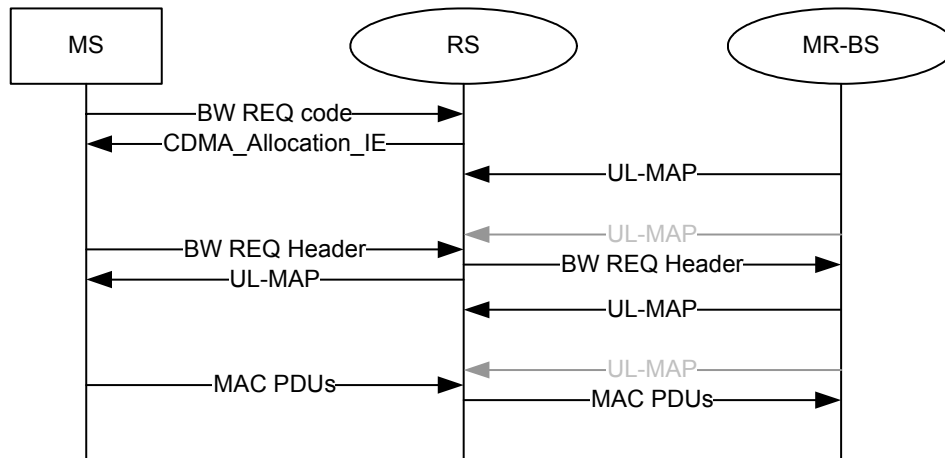 MS
RS
MR-BS
BW REQ code
CDMA_Allocation_IE
UL-MAP
UL-MAP
BW REQ Header
BW REQ Header
UL-MAP
UL-MAP
UL-MAP
MAC PDUs
MAC PDUs